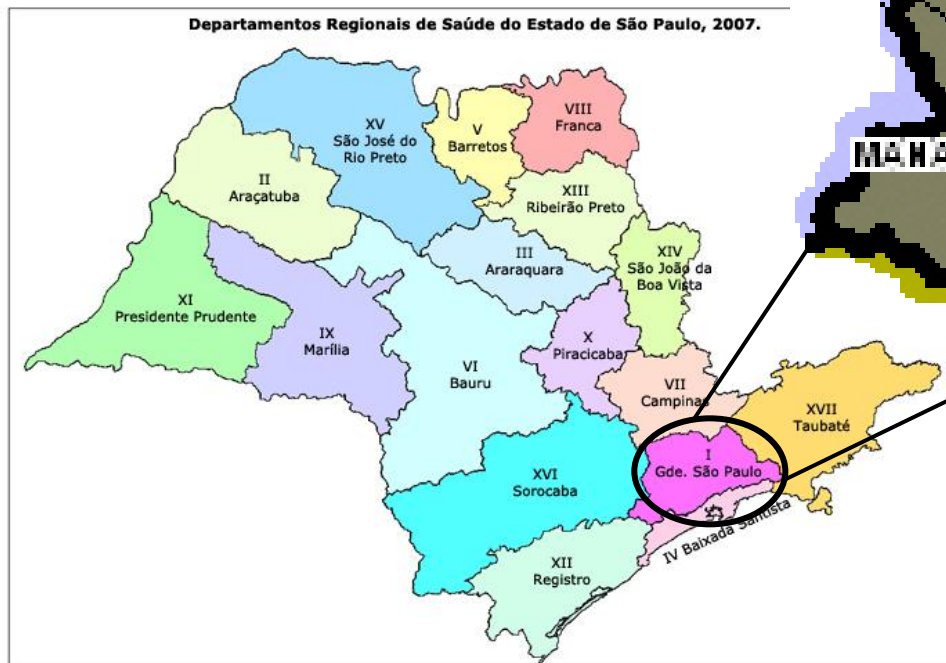 Departamentos Regionais de Saúde do Estado de São Paulo, 2007.
VIII
Franca
XV
São José do
Rio Preto
V
Barretos
II
Araçatuba
XIII
Ribeirão Preto
III
Araraquara
XIV
São João da
Boa Vista
XI
Presidente Prudente
IX
Marília
X
Piracicaba
VI
Bauru
VII
Campinas
XVII
Taubaté
I
Gde. São Paulo
XVI
Sorocaba
IV Baixada Santista
XII
Registro